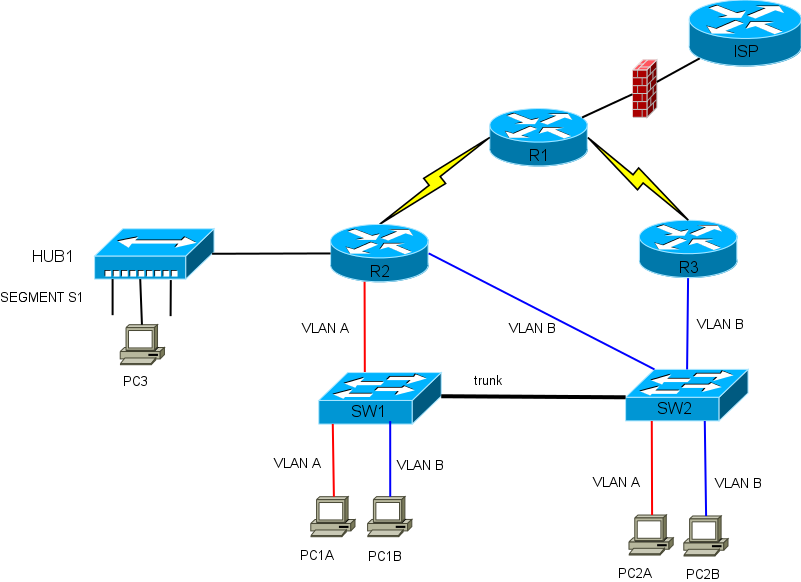 ISP
R1
HUB1
R2
R3
SEGMENT S1
VLAN A
VLAN B
VLAN B
PC3
trunk
SW1
SW2
VLAN A
VLAN B
VLAN A
VLAN B
PC1A
PC1B
PC2A
PC2B